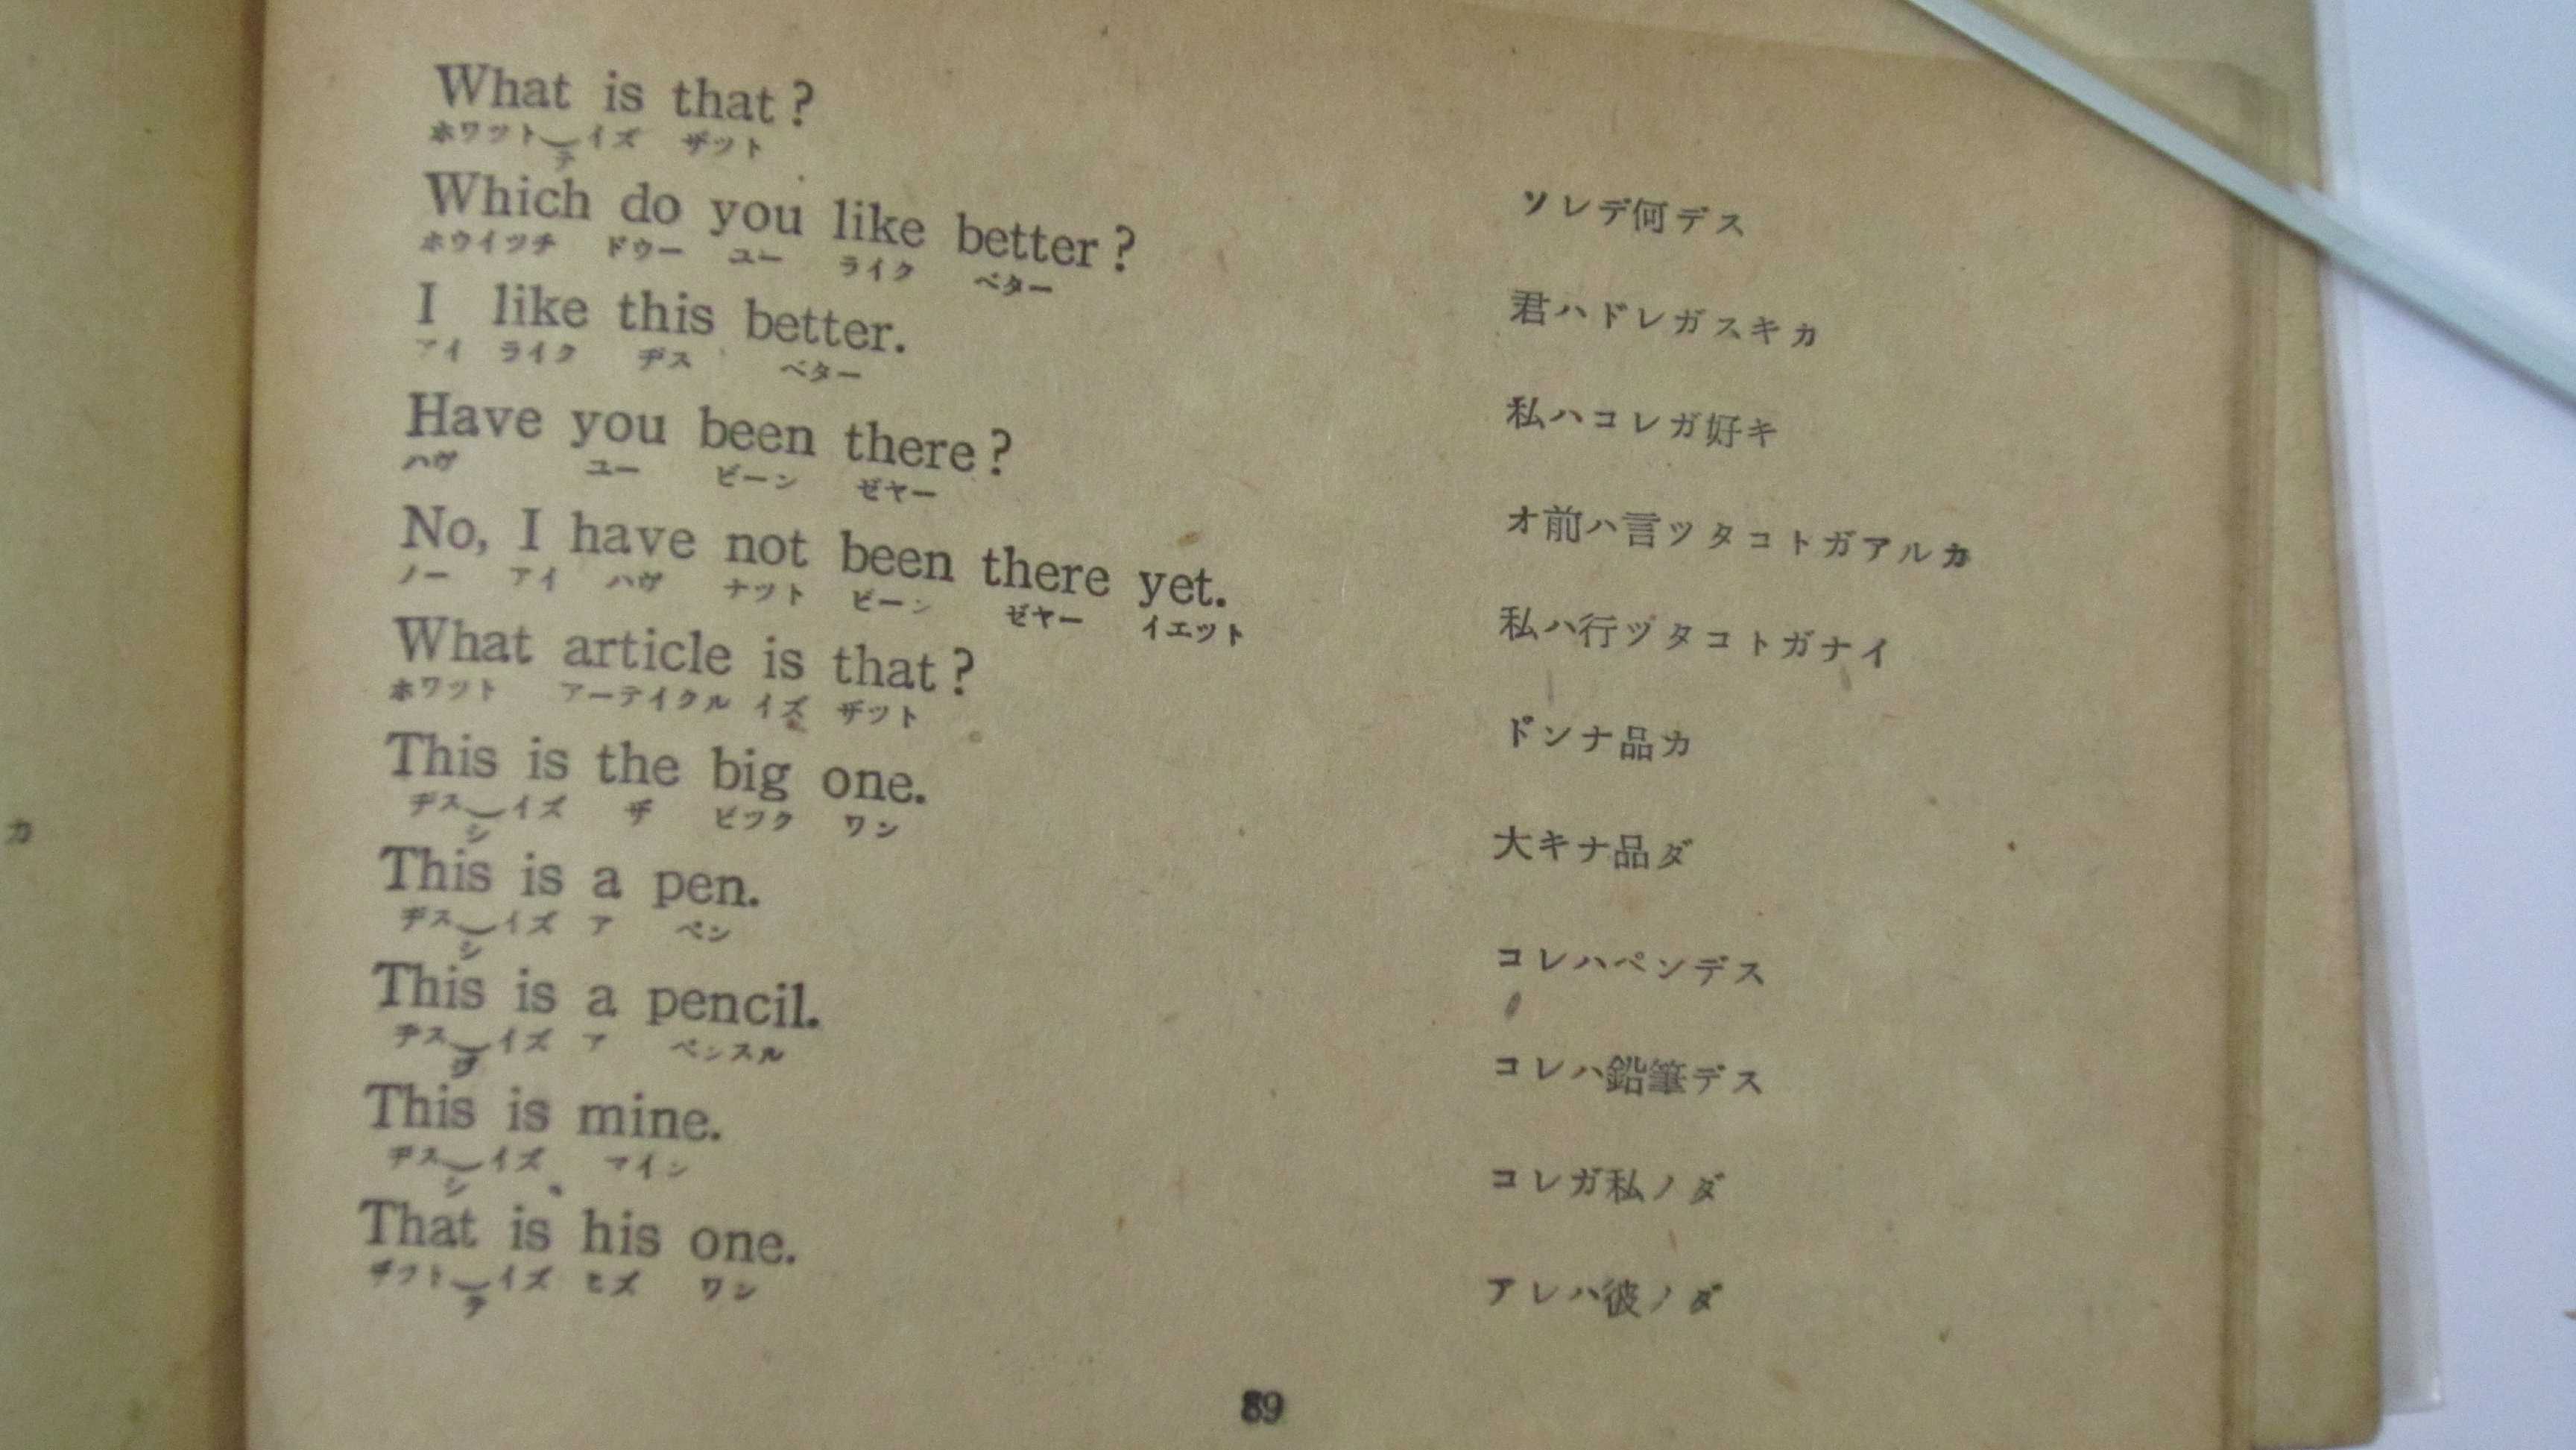 What is that?
ホワット イズ ザット
テ
ソレデ何デス
Which do you like better?
ホウイツチ ドウー ユー ライク ベター
君ハドレガスキカ
I like this better.
アイ ライク ヂス ベター
私ハコレガ好キ
Have you been there?
ハヴ ユー ビーン ゼヤー
オ前ハ言ツタコトガアルカ
No, I have not been there yet.
ノー アイ ハヴ ナツト ビーン ゼヤー イエツト
私ハ行ツタコトガナイ
What article is that?
ホワツト アーテイクル イズ ザツト
ドンナ品カ
This is the big one.
ヂス イズ ザ ビツク ワン
シ
大キナ品ダ
This is a pen.
ヂス イズ ア ペン
シ
コレハペンデス
カ
This is a pencil.
ヂス イズ ア ペンスル
コレハ鉛筆デス
This is mine.
ヂス イズ マイン
シ
コレガ私ノダ
That is his one.
イズ ヒズ ワン
テ
アレハ彼ノダ
89